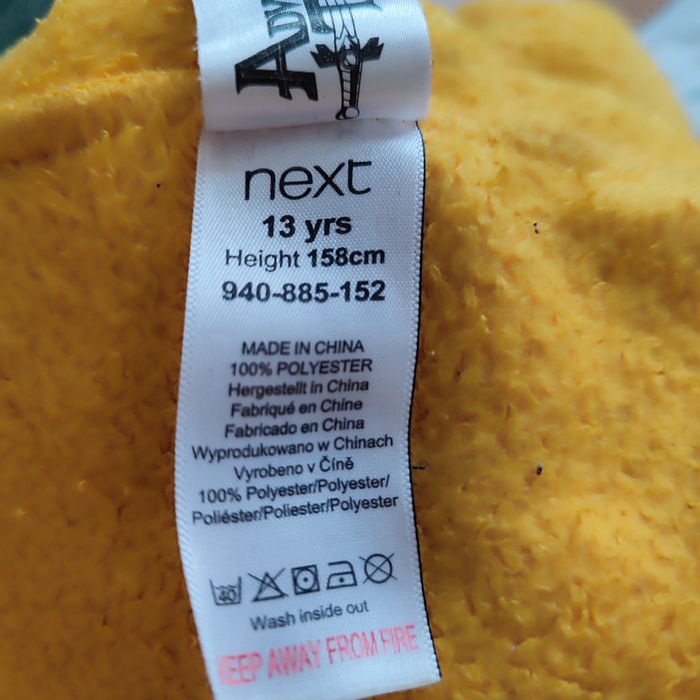 next
13 yrs
Height 158cm
940-885-152
MADE IN CHINA
100% POLYESTER
Hergestellt in China
Fabriqué en Chine
Fabricado en China
Wyprodukowano w Chinach
Vyrobeno v Číně
100% Polyester/Polyester/
Poliéster/Poliester/Polyester
40
Wash inside out
KEEP AWAY FROM FIRE